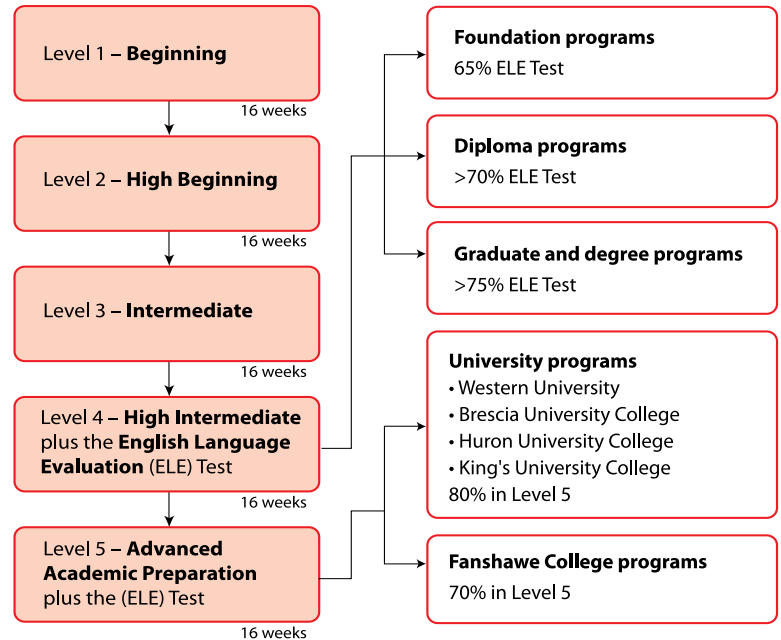 Level 1 – Beginning
16 weeks
Level 2 – High Beginning
16 weeks
Level 3 – Intermediate
16 weeks
Level 4 – High Intermediate
plus the English Language
Evaluation (ELE) Test
16 weeks
Level 5 – Advanced
Academic Preparation
plus the (ELE) Test
16 weeks
Foundation programs
65% ELE Test
Diploma programs
>70% ELE Test
Graduate and degree programs
>75% ELE Test
University programs
• Western University
• Brescia University College
• Huron University College
• King's University College
80% in Level 5
Fanshawe College programs
70% in Level 5